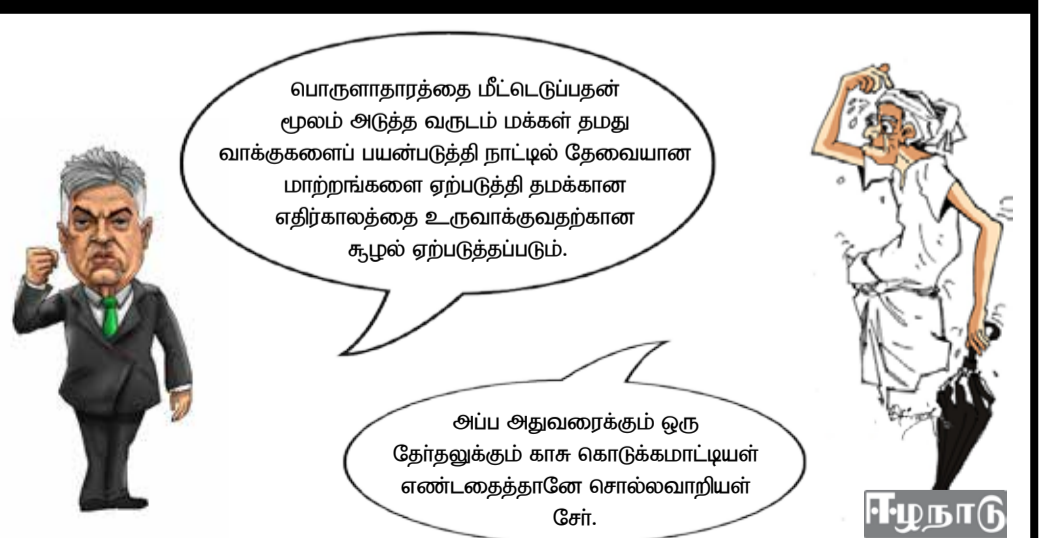 பொருளாதாரத்தை மீட்டெடுப்பதன்
மூலம் அடுத்த வருடம் மக்கள் தமது
வாக்குகளைப் பயன்படுத்தி நாட்டில் தேவையான
மாற்றங்களை ஏற்படுத்தி தமக்கான
எதிர்காலத்தை உருவாக்குவதற்கான
சூழல் ஏற்படுத்தப்படும்.
அப்ப அதுவரைக்கும் ஒரு
தேர்தலுக்கும் காசு கொடுக்கமாட்டியள்
எண்டதைத்தானே சொல்லவாறியள்
சேர்.
ஈழநாடு